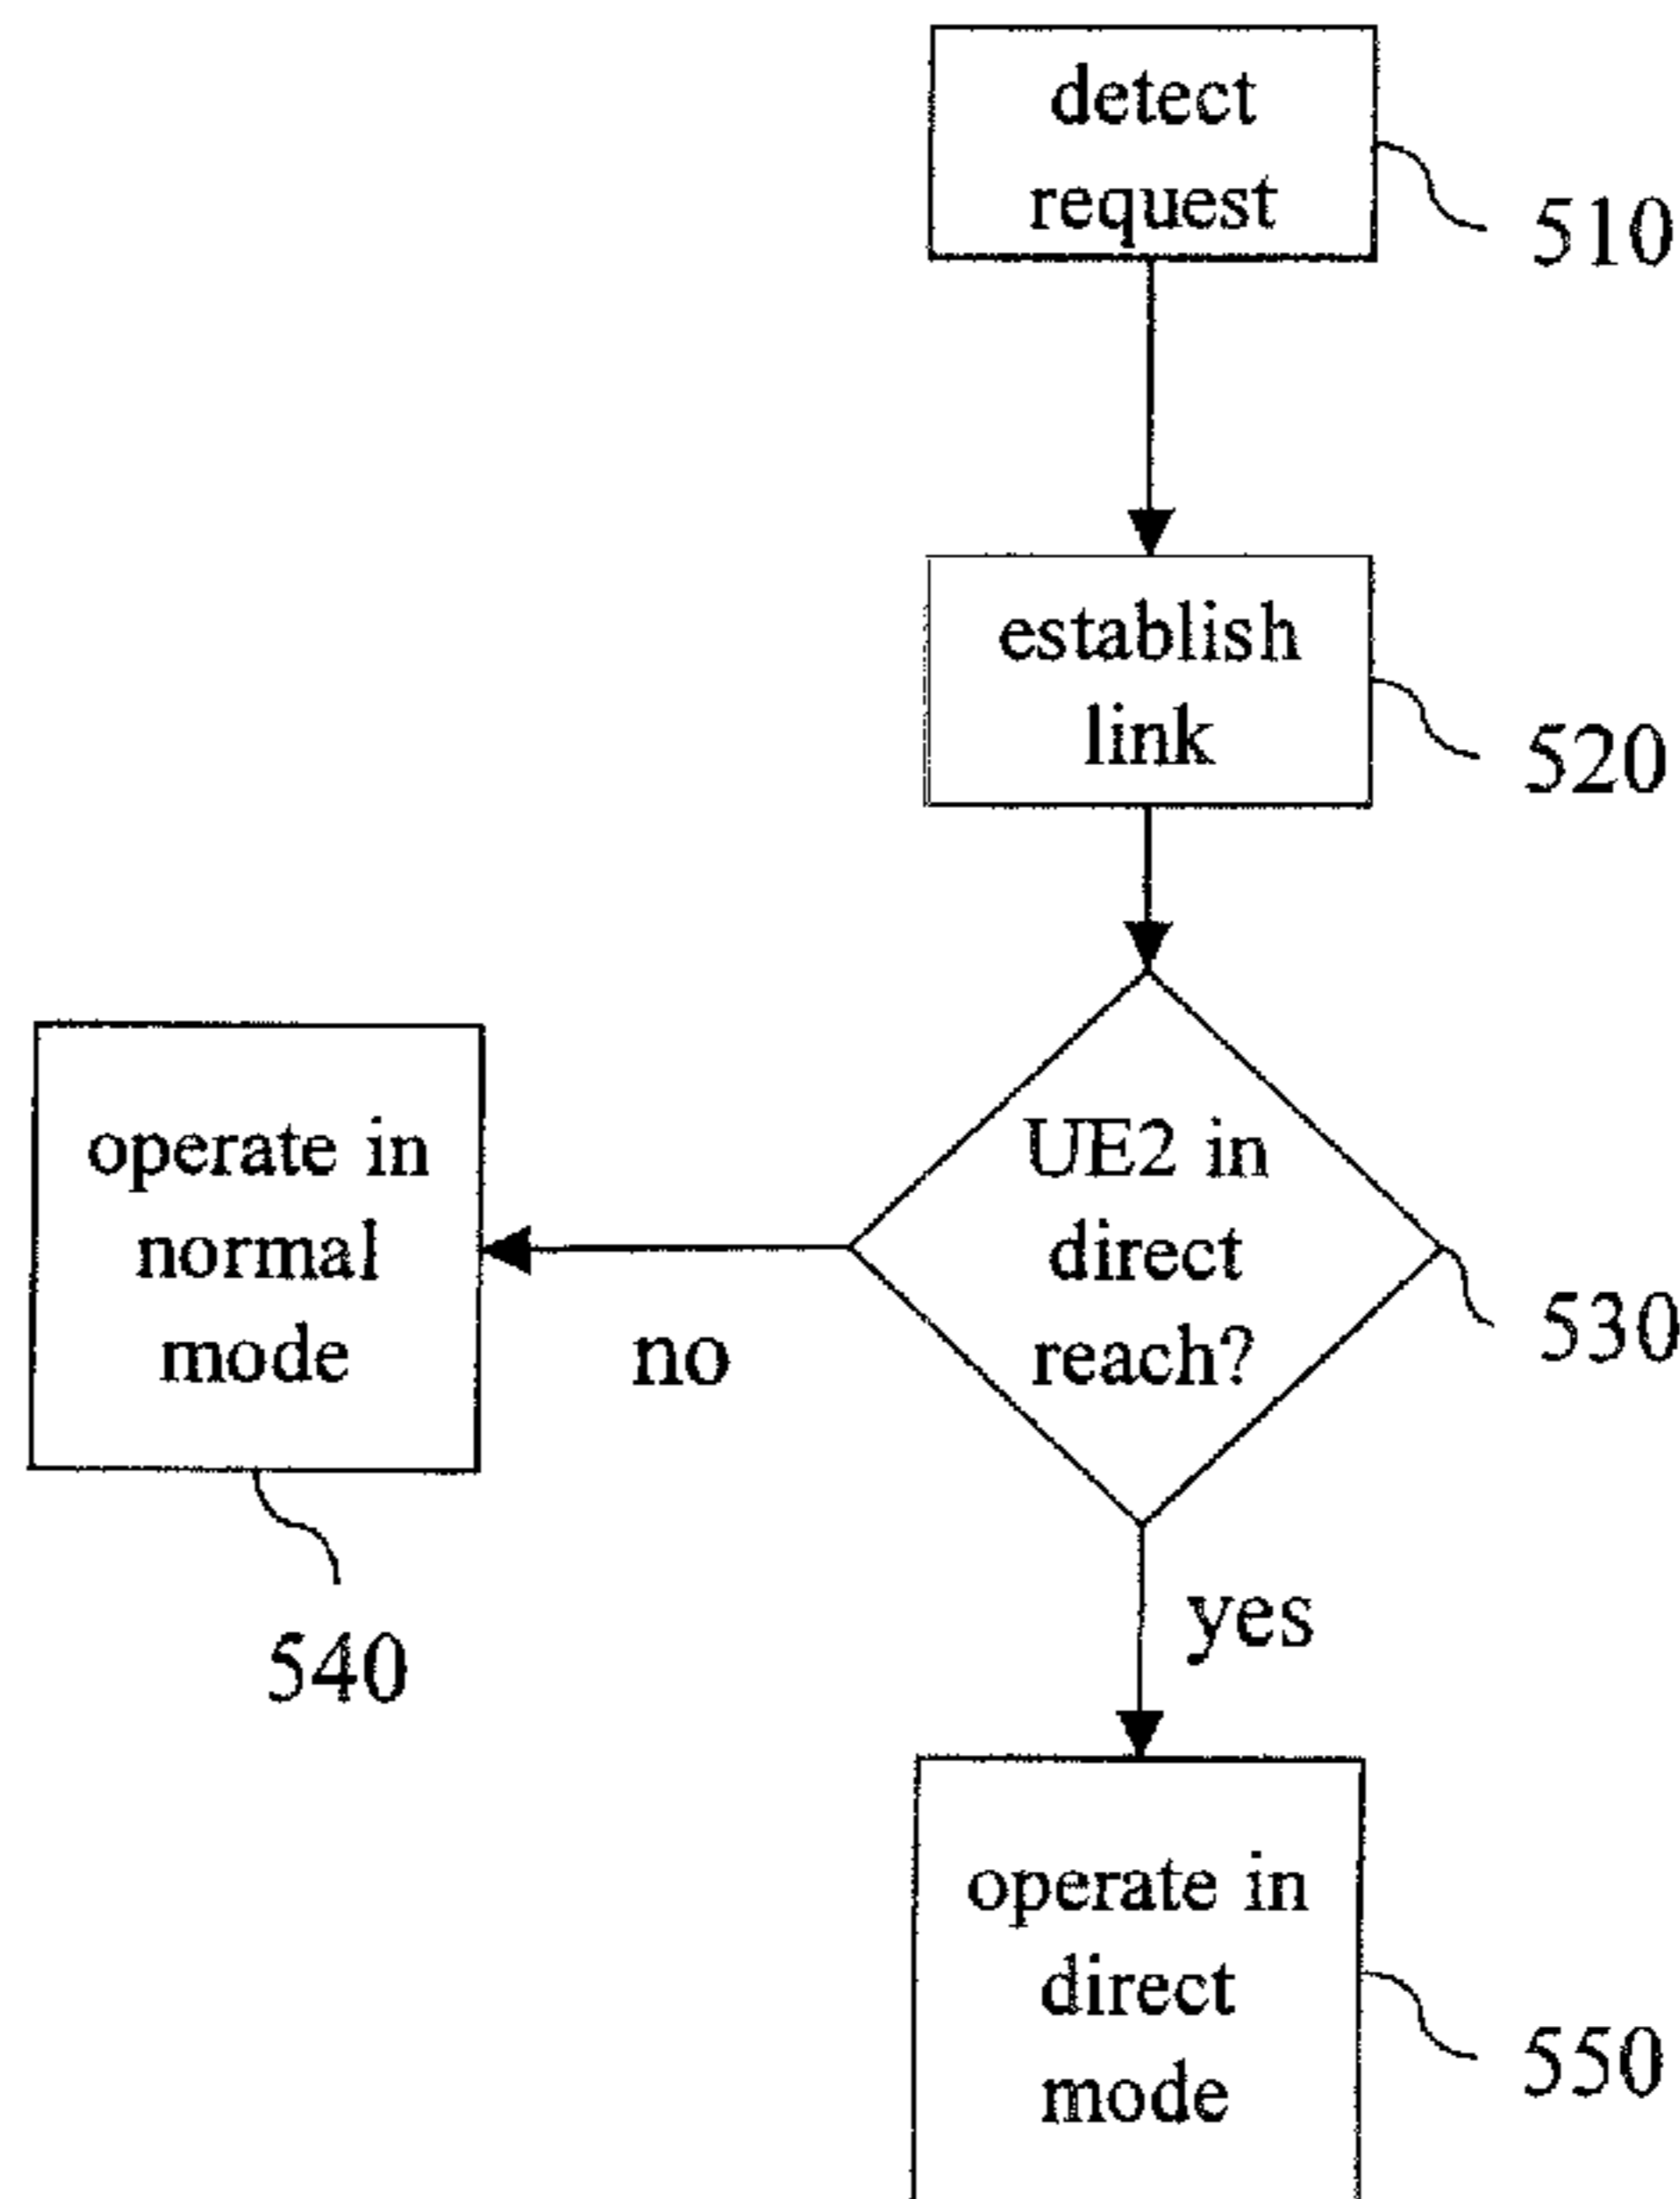 detect
request
510
establish
link
520
UE2 in
direct
reach?
530
operate in
normal
mode
no
540
yes
operate in
direct
mode
550